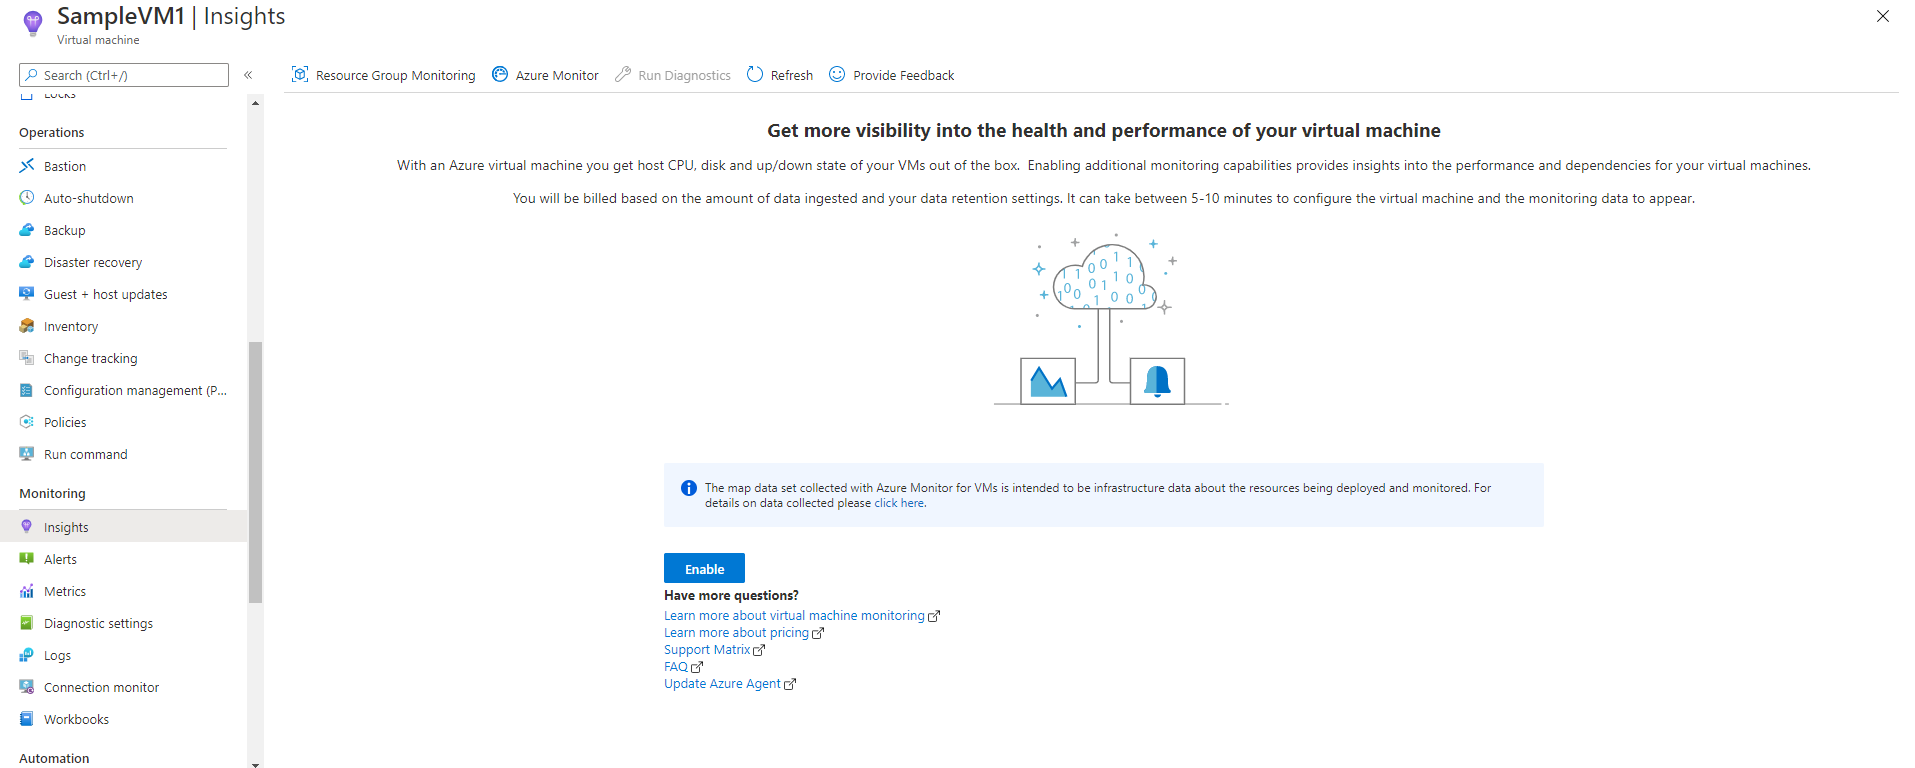 SampleVM1 | Insights
Virtual machine
Search (Ctrl+/)
«
Resource Group Monitoring
Azure Monitor
Run Diagnostics
Refresh
Provide Feedback
Locks
Operations
Bastion
Auto-shutdown
Backup
Disaster recovery
Guest + host updates
Inventory
Change tracking
Configuration management (P...
Policies
Run command
Monitoring
Insights
Alerts
Metrics
Diagnostic settings
Logs
Connection monitor
Workbooks
Automation
Get more visibility into the health and performance of your virtual machine
With an Azure virtual machine you get host CPU, disk and up/down state of your VMs out of the box.  Enabling additional monitoring capabilities provides insights into the performance and dependencies for your virtual machines.
You will be billed based on the amount of data ingested and your data retention settings. It can take between 5-10 minutes to configure the virtual machine and the monitoring data to appear.
The map data set collected with Azure Monitor for VMs is intended to be infrastructure data about the resources being deployed and monitored. For
details on data collected please click here.
Enable
Have more questions?
Learn more about virtual machine monitoring
Learn more about pricing
Support Matrix
FAQ
Update Azure Agent